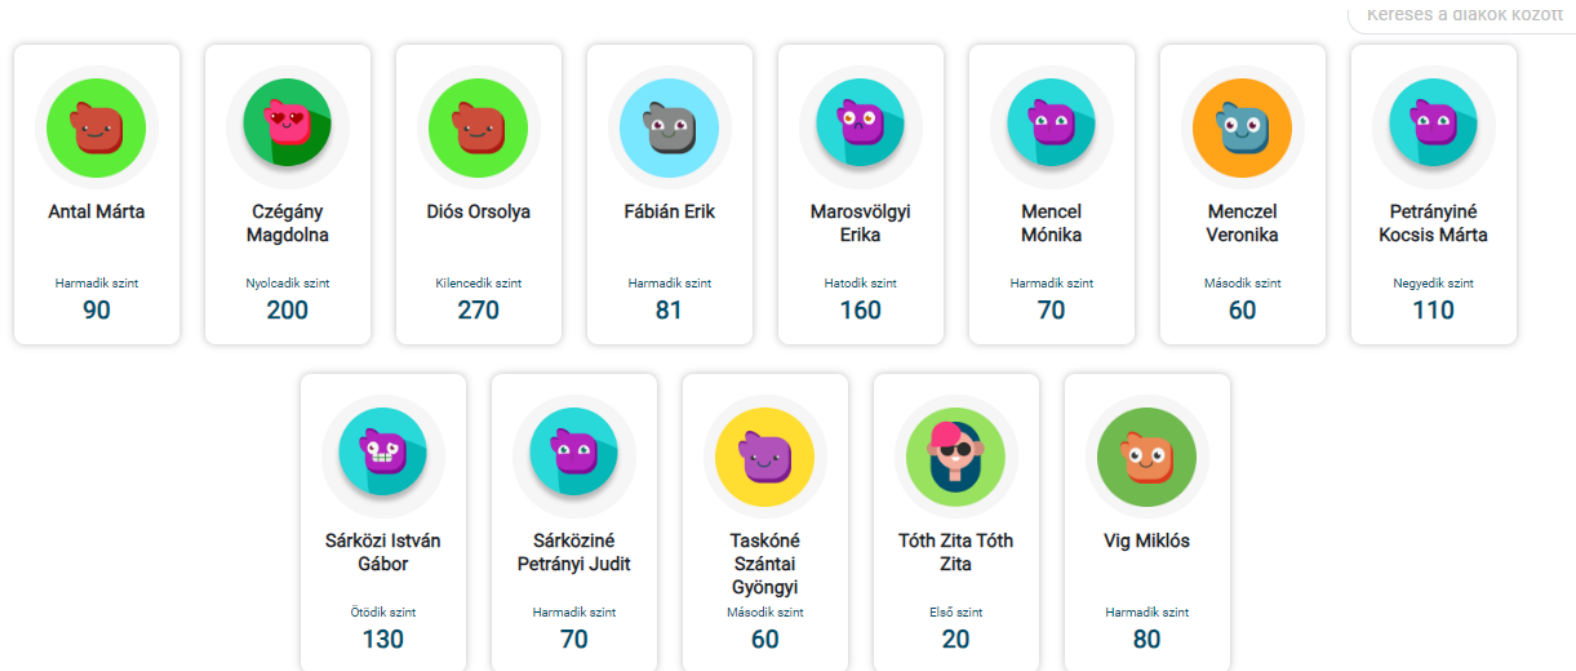 Keresés a diákok között
Antal Márta
Harmadik szint
90
Czégány
Magdolna
Nyolcadik szint
200
Diós Orsolya
Kilencedik szint
270
Fábián Erik
Harmadik szint
81
Marosvölgyi
Erika
Hatodik szint
160
Mencel
Mónika
Harmadik szint
70
Menczel
Veronika
Második szint
60
Petrányiné
Kocsis Márta
Negyedik szint
110
Sárközi István
Gábor
Ötödik szint
130
Sárköziné
Petrányi Judit
Harmadik szint
70
Taskóné
Szántai
Gyöngyi
Második szint
60
Tóth Zita Tóth
Zita
Első szint
20
Vig Miklós
Harmadik szint
80